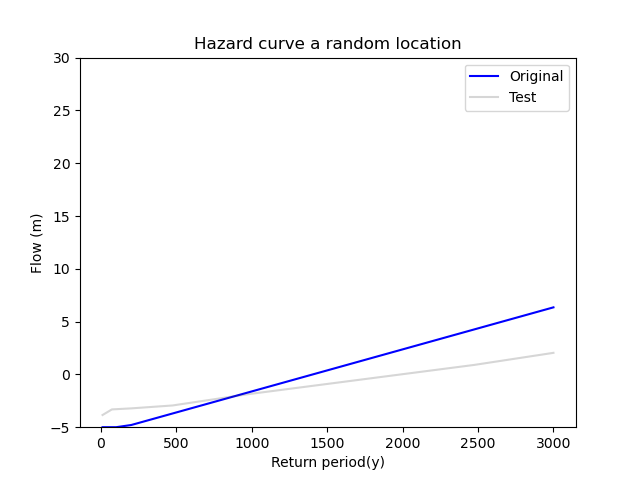 Hazard curve a random location
30
25
20
15
10
5
0
−5
Flow (m)
Original
Test
0 500 1000 1500 2000 2500 3000
Return period(y)